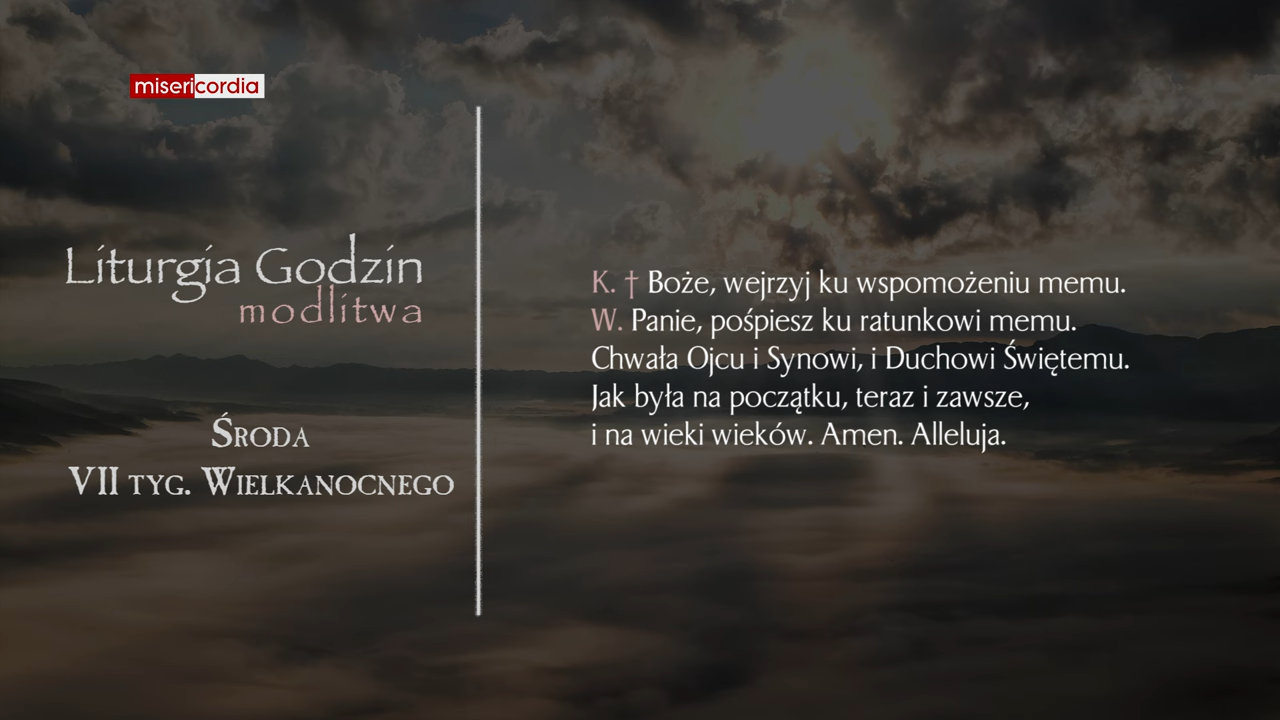 misericordia
Liturgia Godzin
modlitwa
Środa
VII tyg. Wielkanocnego
K. † Boże, wejrzyj ku wspomożeniu memu.
W. Panie, pośpiesz ku ratunkowi memu.
Chwała Ojcu i Synowi, i Duchowi Świętemu.
Jak była na początku, teraz i zawsze,
i na wieki wieków. Amen. Alleluja.